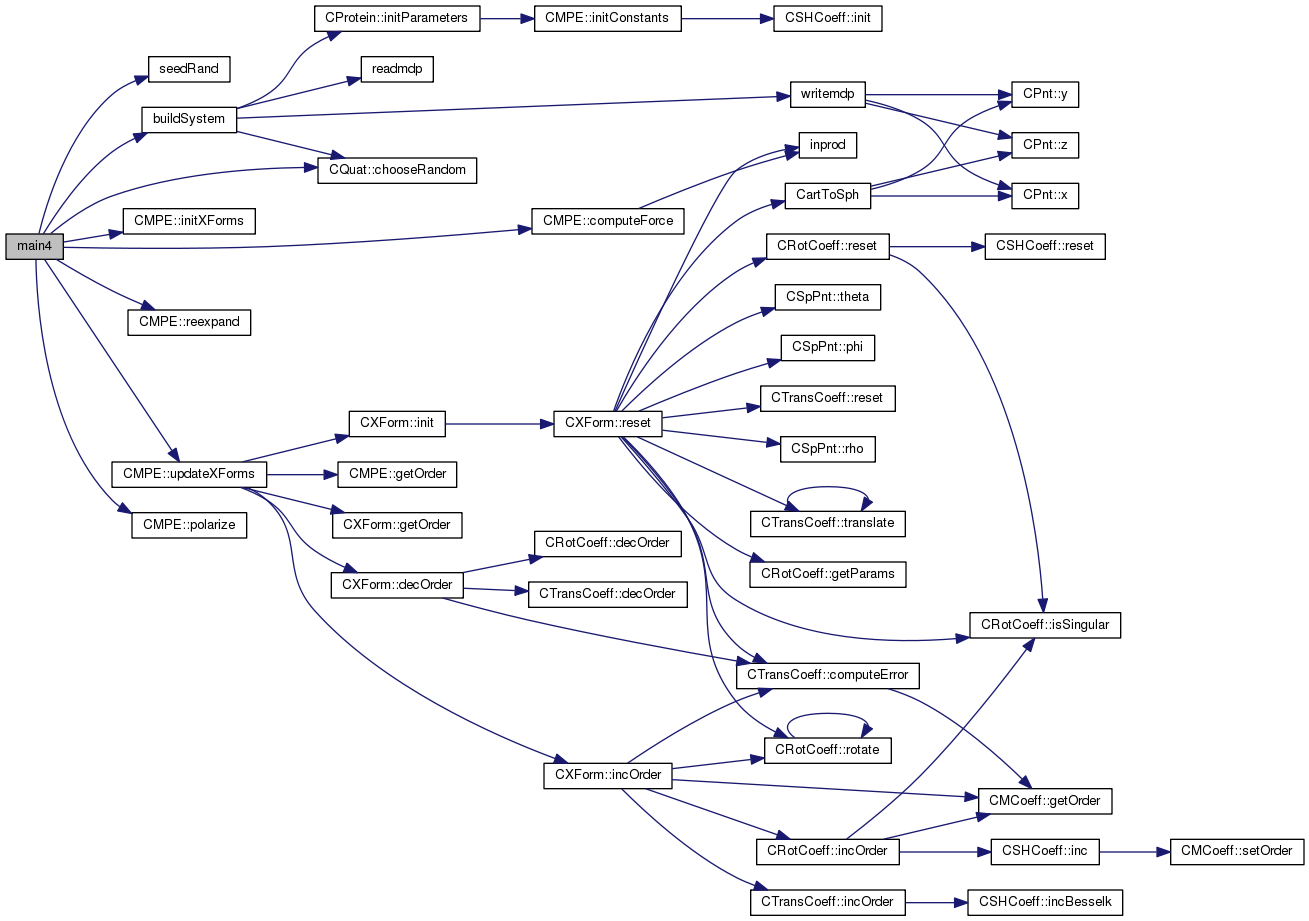 CProtein::initParameters
CMPE::initConstants
CSHCoeff::init
seedRand
readmdp
buildSystem
writemdp
CPnt::y
inprod
CPnt::z
CQuat::chooseRandom
CartToSph
CPnt::x
CMPE::initXForms
CMPE::computeForce
main4
CRotCoeff::reset
CSHCoeff::reset
CSpPnt::theta
CMPE::reexpand
CSpPnt::phi
CTransCoeff::reset
CXForm::init
CXForm::reset
CSpPnt::rho
CMPE::updateXForms
CMPE::getOrder
CMPE::polarize
CXForm::getOrder
CTransCoeff::translate
CRotCoeff::decOrder
CRotCoeff::getParams
CXForm::decOrder
CTransCoeff::decOrder
CRotCoeff::isSingular
CTransCoeff::computeError
CRotCoeff::rotate
CXForm::incOrder
CMCoeff::getOrder
CRotCoeff::incOrder
CSHCoeff::inc
CMCoeff::setOrder
CTransCoeff::incOrder
CSHCoeff::incBesselk